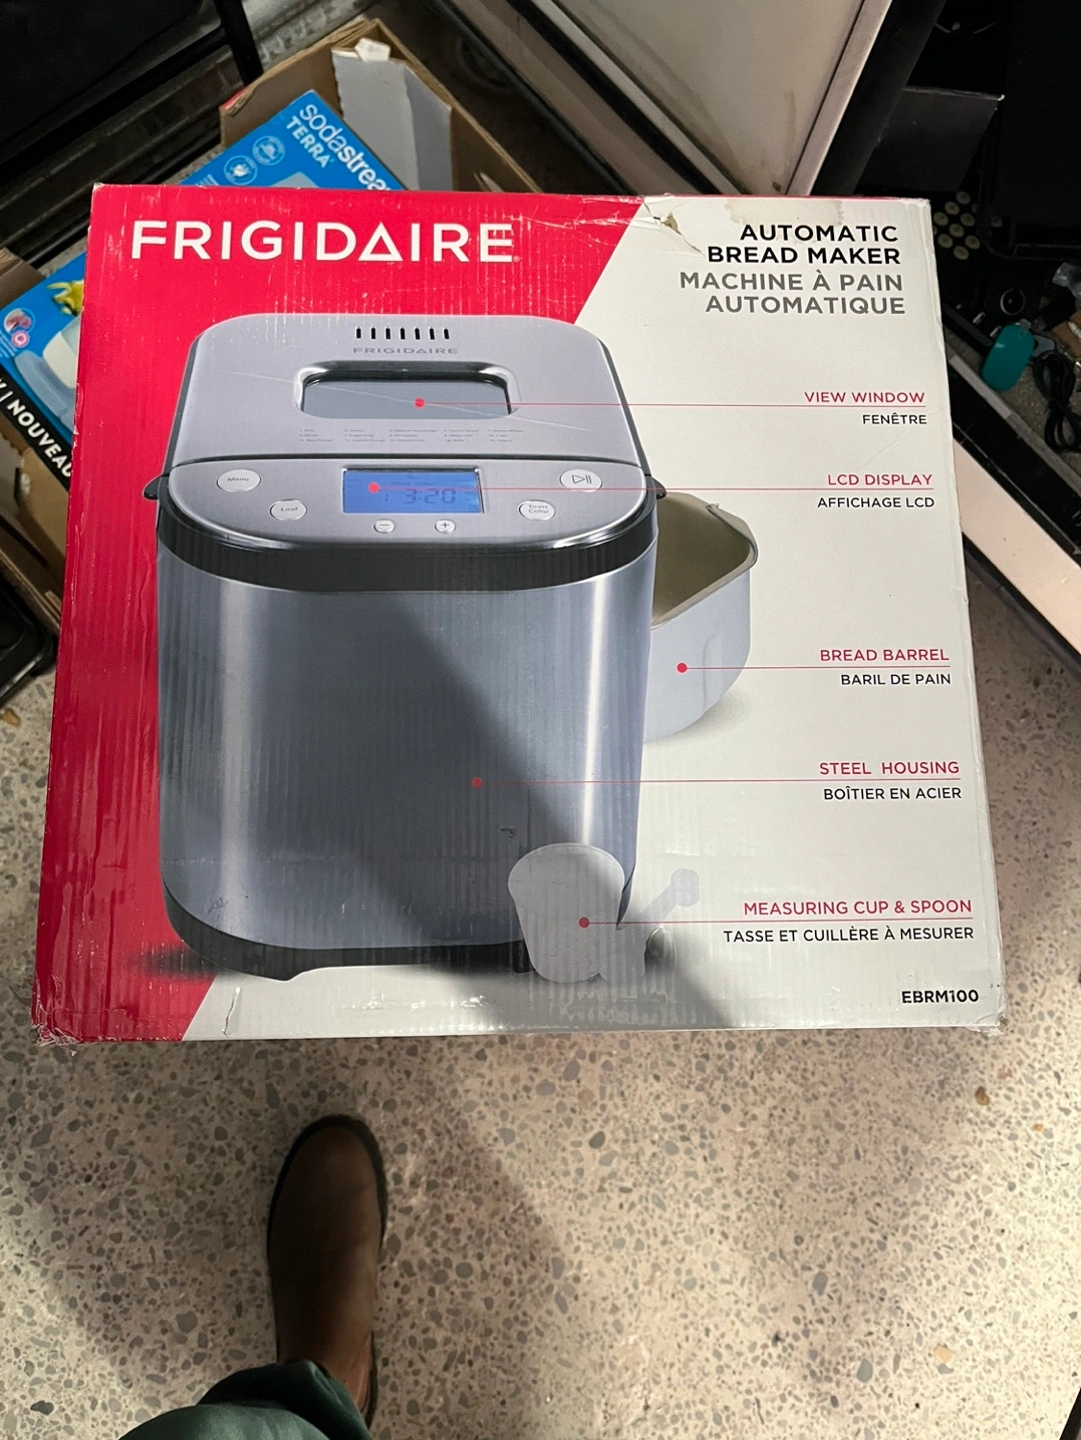 sodastream
TERRA
NOUVEAU
FRIGIDAIRE
AUTOMATIC
BREAD MAKER
MACHINE À PAIN
AUTOMATIQUE
FRIGIDAIRE
VIEW WINDOW
FENÊTRE
Menu
Loaf
3:20
Toast
Color
LCD DISPLAY
AFFICHAGE LCD
BREAD BARREL
BARIL DE PAIN
STEEL HOUSING
BOÎTIER EN ACIER
MEASURING CUP & SPOON
TASSE ET CUILLÈRE À MESURER
EBRM100